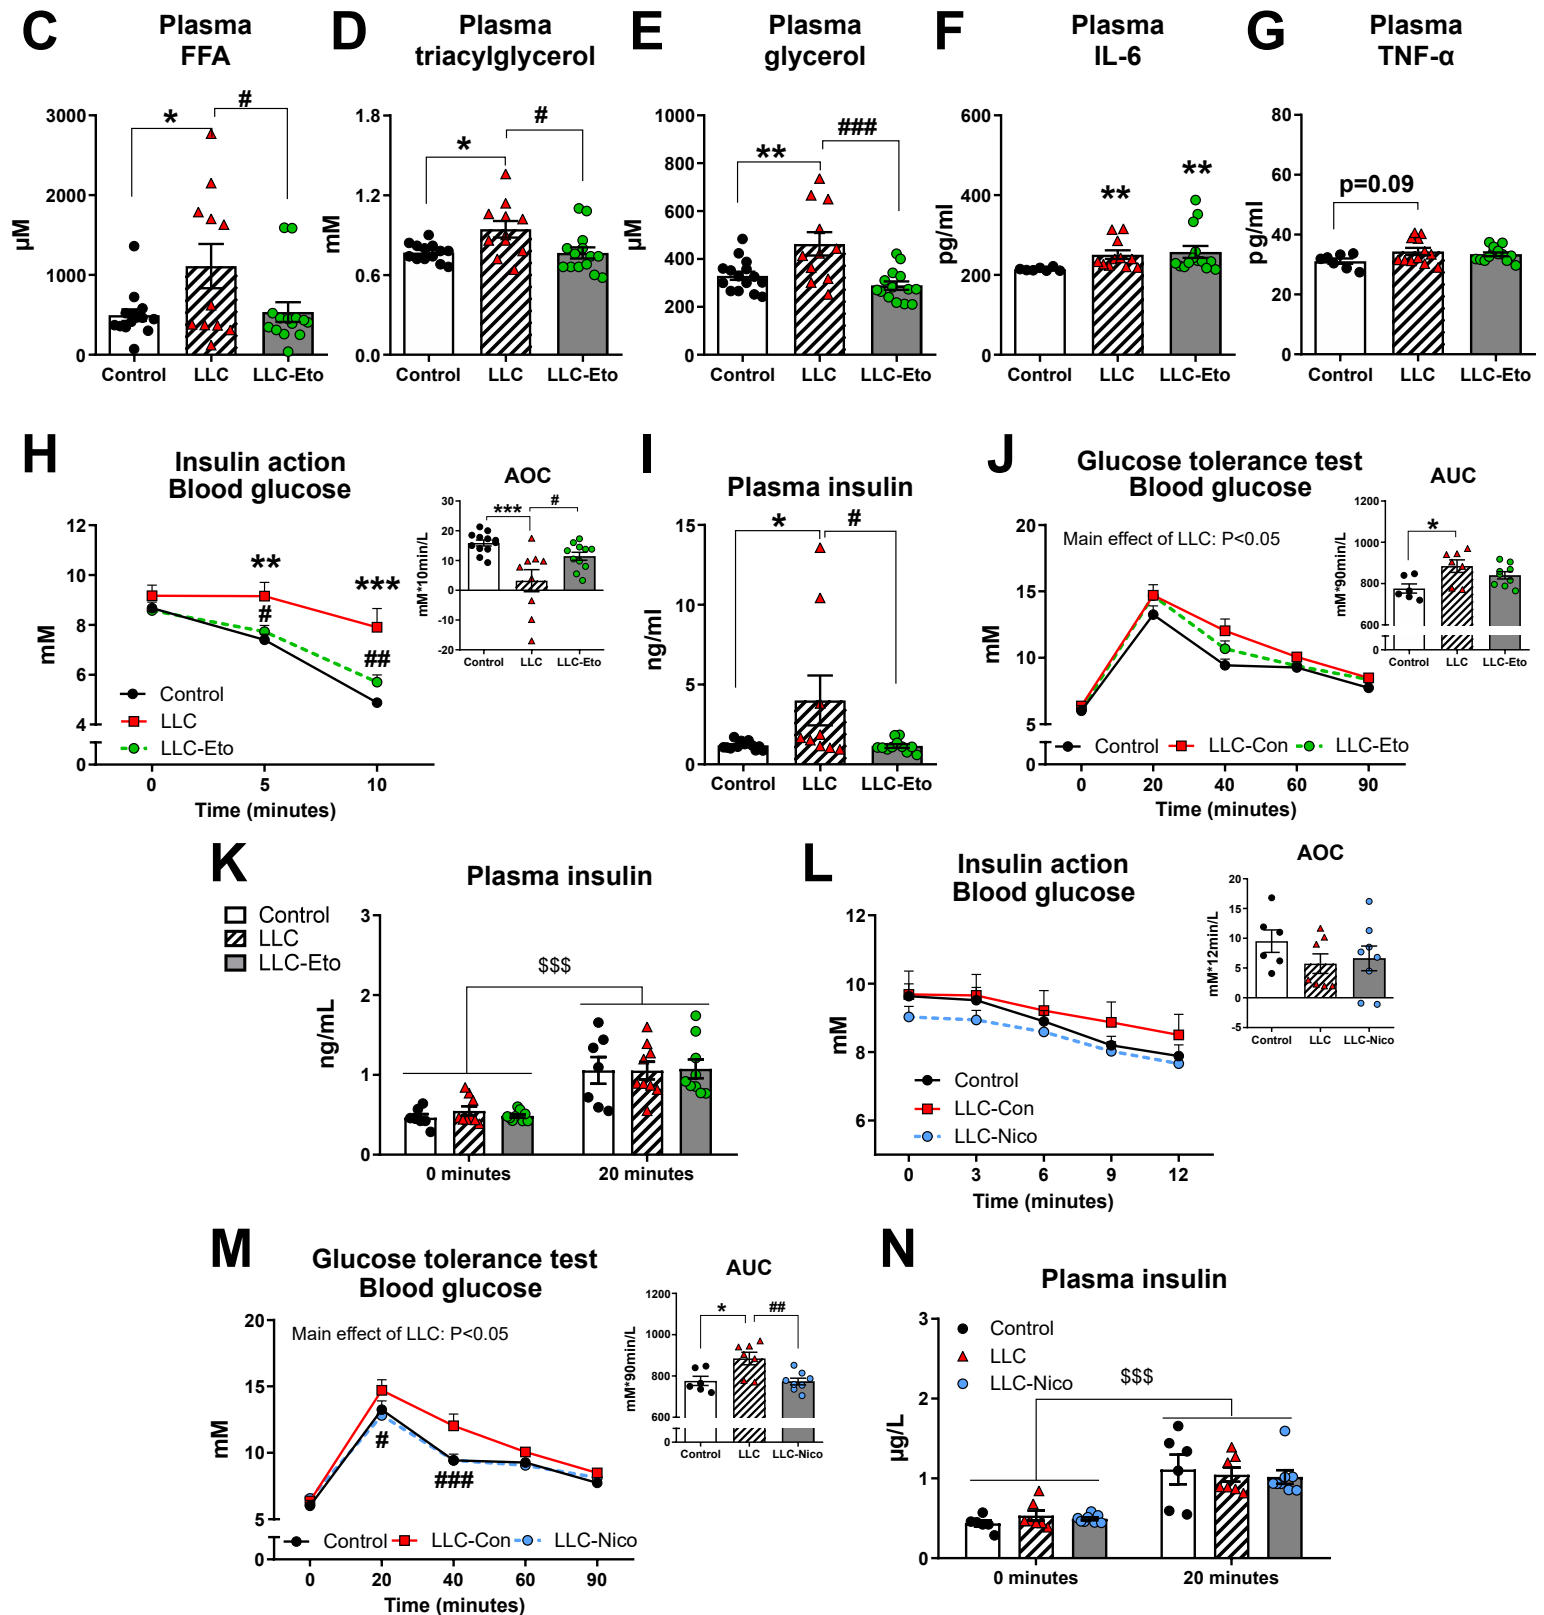 C
Plasma
FFA
*
#
µM
3000
2000
1000
0
Control
LLC
LLC-Eto
D
Plasma
triacylglycerol
*
#
mM
1.8
1.2
0.6
0.0
Control
LLC
LLC-Eto
E
Plasma
glycerol
**
###
µM
1000
800
600
400
200
0
Control
LLC
LLC-Eto
F
Plasma
IL-6
**
**
pg/ml
600
400
200
0
Control
LLC
LLC-Eto
G
Plasma
TNF-α
p=0.09
pg/ml
80
60
40
20
0
Control
LLC
LLC-Eto
H
Insulin action
Blood glucose
mM
12
10
8
6
4
0
**
***
#
##
Control
LLC
LLC-Eto
0
5
10
Time (minutes)
AOC
mM*10min/L
30
20
10
0
-10
-20
***
#
Control
LLC
LLC-Eto
I
Plasma insulin
*
#
ng/ml
15
10
5
0
Control
LLC
LLC-Eto
J
Glucose tolerance test
Blood glucose
Main effect of LLC: P<0.05
mM
20
15
10
5
0
Control
LLC-Con
LLC-Eto
0
20
40
60
90
Time (minutes)
AUC
mM*90min/L
1200
1000
800
600
0
*
Control
LLC
LLC-Eto
K
Plasma insulin
Control
LLC
LLC-Eto
ng/mL
3
2
1
0
$$$
0 minutes
20 minutes
L
Insulin action
Blood glucose
mM
12
10
8
6
Control
LLC-Con
LLC-Nico
0
3
6
9
12
Time (minutes)
AOC
mM*12min/L
20
15
10
5
0
-5
Control
LLC
LLC-Nico
M
Glucose tolerance test
Blood glucose
Main effect of LLC: P<0.05
mM
20
15
10
5
0
#
###
Control
LLC-Con
LLC-Nico
0
20
40
60
90
Time (minutes)
AUC
mM*90min/L
1200
1000
800
600
0
*
##
Control
LLC
LLC-Nico
N
Plasma insulin
Control
LLC
LLC-Nico
µg/L
3
2
1
0
$$$
0 minutes
20 minutes